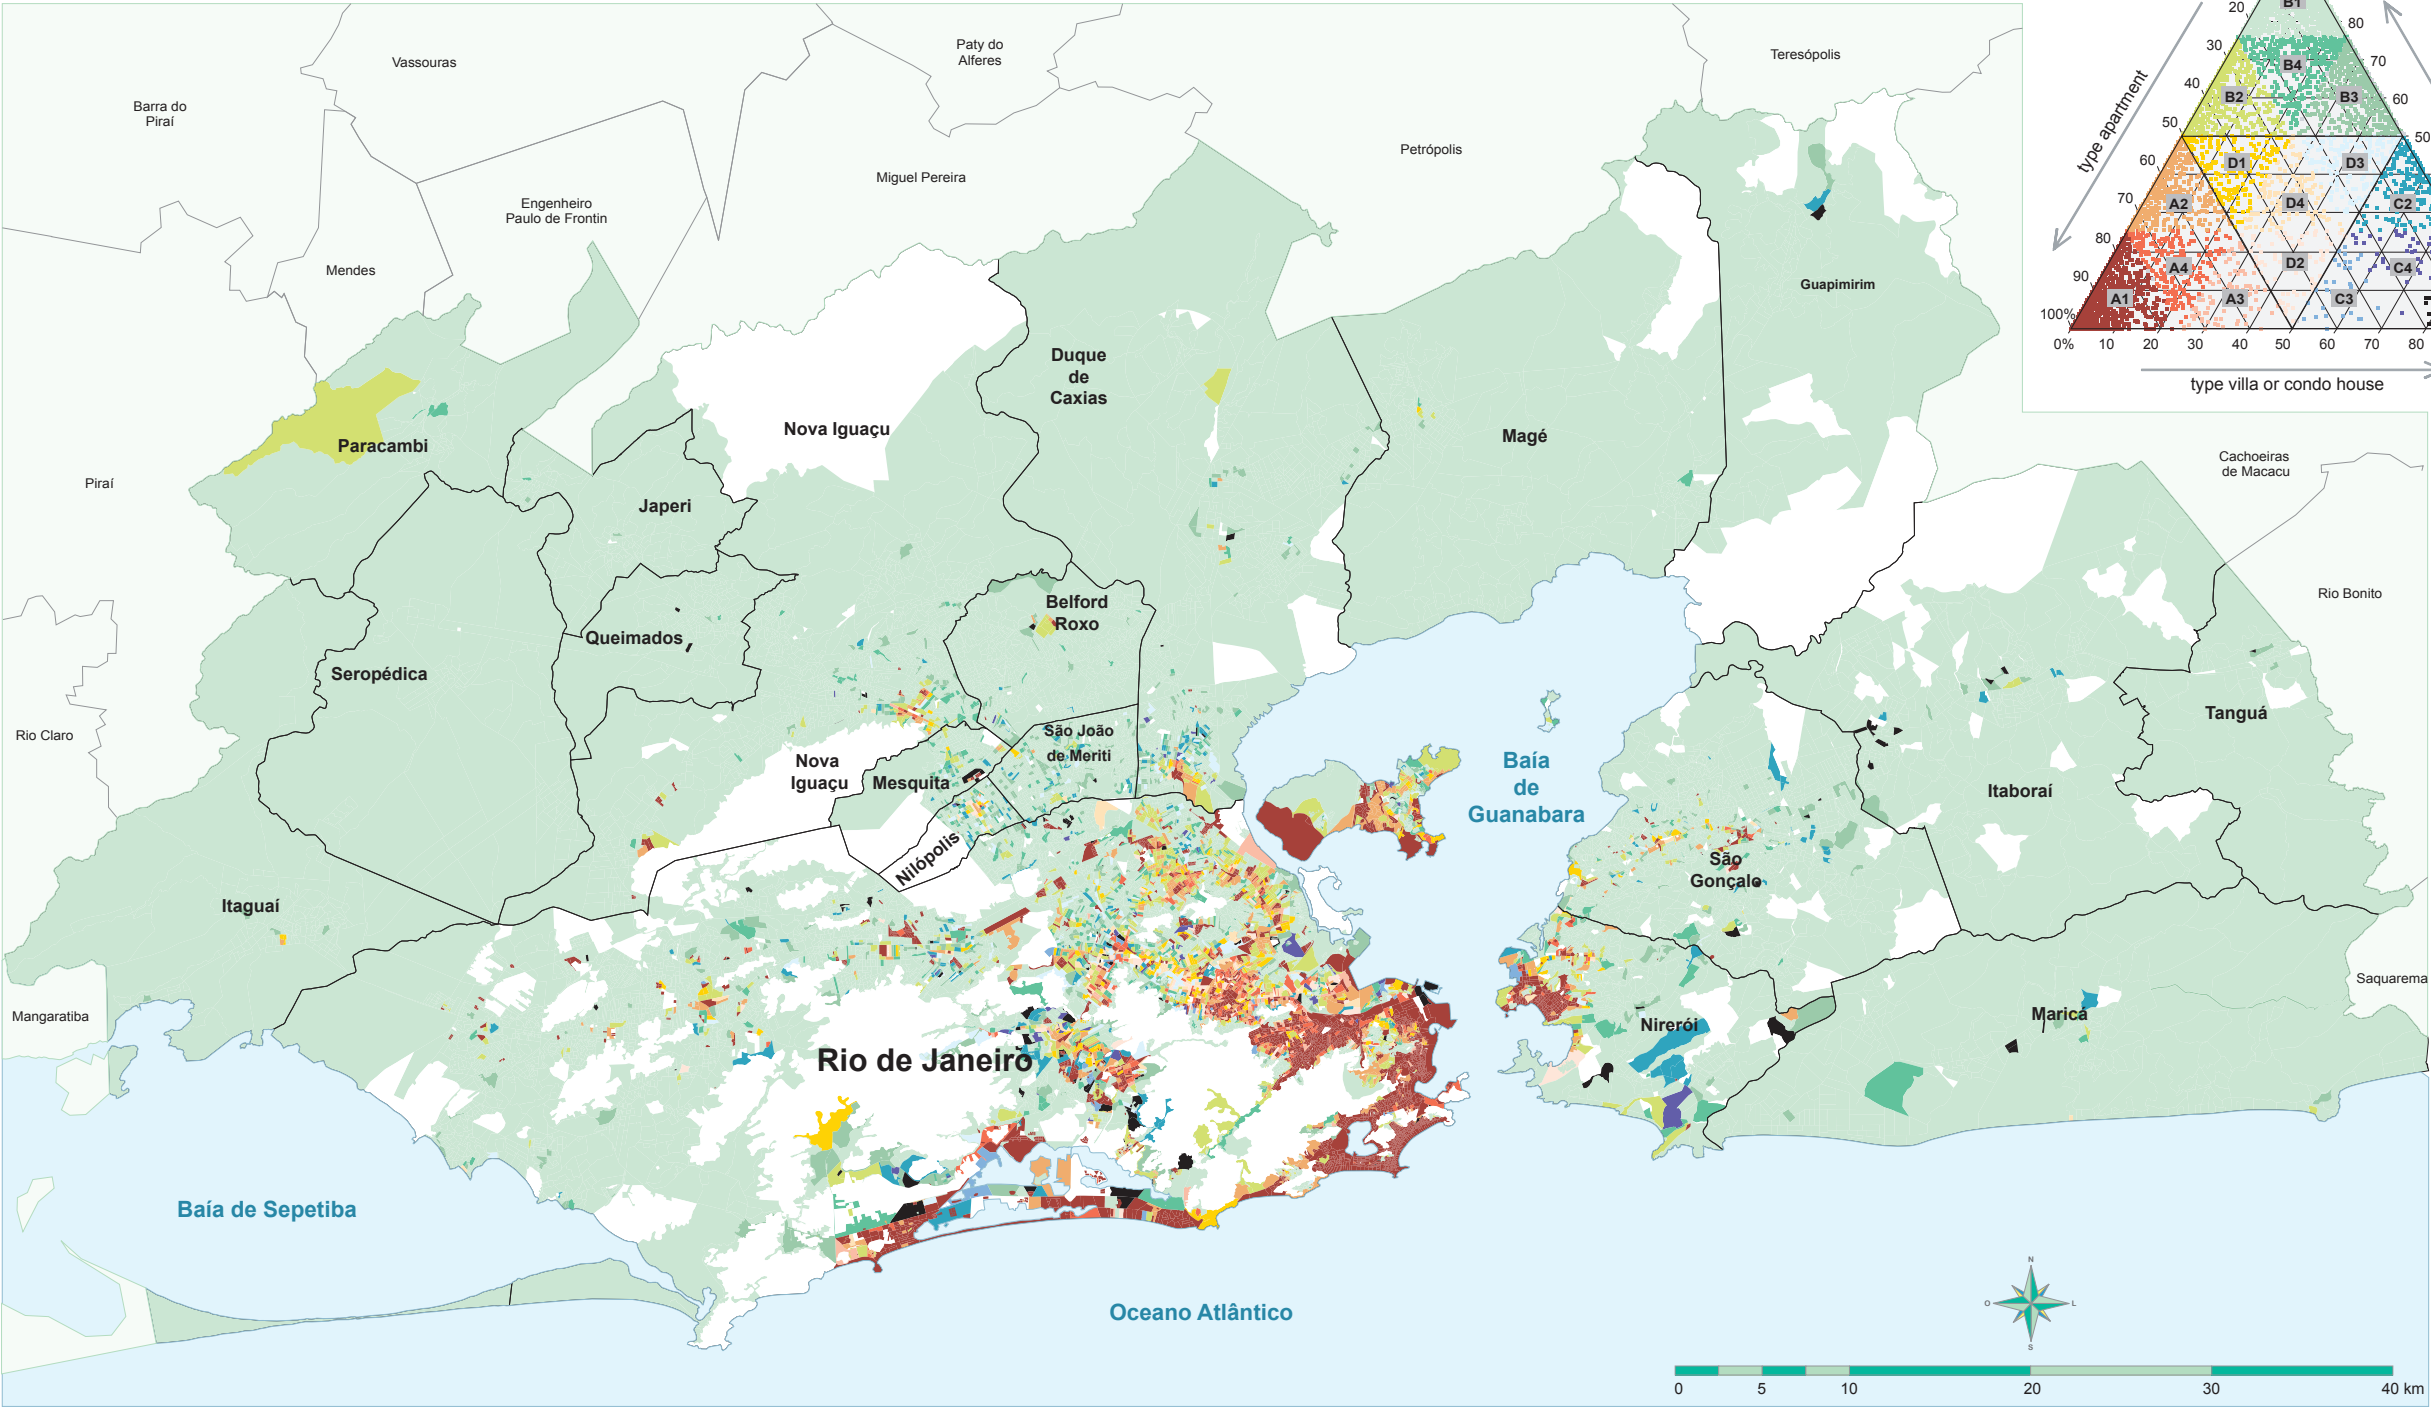 Vassouras
Paty do
Alferes
Teresópolis
Barra do
Piraí
Petrópolis
Miguel Pereira
Engenheiro
Paulo de Frontin
Mendes
Guapimirim
Duque
de
Caxias
Nova Iguaçu
Magé
Paracambi
Cachoeiras
de Macacu
Piraí
Japeri
Rio Bonito
Belford
Roxo
Queimados
Seropédica
Tanguá
Rio Claro
São João
de Meriti
Nova
Iguaçu
Mesquita
Baía
de
Guanabara
Itaboraí
Nilópolis
São
Gonçalo
Itaguaí
Saquarema
Mangaratiba
Maricá
Nirerói
Rio de Janeiro
Baía de Sepetiba
Oceano Atlântico
N
O
L
S
0
5
10
20
30
40 km
B1
20
80
30
B4
70
40
B2
B3
60
50
50
type apartment
60
D1
D3
70
A2
D4
C2
80
A4
D2
C4
90
A1
A3
C3
100%
0%
10
20
30
40
50
60
70
80
type villa or condo house